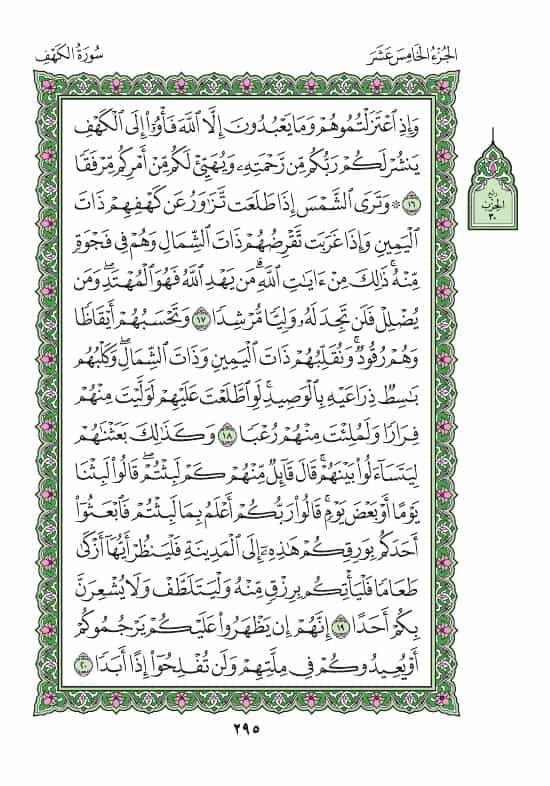 الجُزْءُ الخَامِسَ عَشَرَ
سُورَةُ الكَهْفِ
وَإِذِ ٱعْتَزَلْتُمُوهُمْ وَمَا يَعْبُدُونَ إِلَّا ٱللَّهَ فَأْوُۥٓا۟ إِلَى ٱلْكَهْفِ
يَنشُرْ لَكُمْ رَبُّكُم مِّن رَّحْمَتِهِۦ وَيُهَيِّئْ لَكُم مِّنْ أَمْرِكُم مِّرْفَقًا
١٦ ۞ وَتَرَى ٱلشَّمْسَ إِذَا طَلَعَت تَّزَٰوَرُ عَن كَهْفِهِمْ ذَاتَ
ٱلْيَمِينِ وَإِذَا غَرَبَت تَّقْرِضُهُمْ ذَاتَ ٱلشِّمَالِ وَهُمْ فِى فَجْوَةٍ
مِّنْهُ ۚ ذَٰلِكَ مِنْ ءَايَٰتِ ٱللَّهِ ۗ مَن يَهْدِ ٱللَّهُ فَهُوَ ٱلْمُهْتَدِ ۖ وَمَن
يُضْلِلْ فَلَن تَجِدَ لَهُۥ وَلِيًّا مُّرْشِدًا ١٧ وَتَحْسَبُهُمْ أَيْقَاظًا
وَهُمْ رُقُودٌ ۚ وَنُقَلِّبُهُمْ ذَاتَ ٱلْيَمِينِ وَذَاتَ ٱلشِّمَالِ ۖ وَكَلْبُهُم
بَٰسِطٌ ذِرَاعَيْهِ بِٱلْوَصِيدِ ۚ لَوِ ٱطَّلَعْتَ عَلَيْهِمْ لَوَلَّيْتَ مِنْهُمْ
فِرَارًا وَلَمُلِئْتَ مِنْهُمْ رُعْبًا ١٨ وَكَذَٰلِكَ بَعَثْنَٰهُمْ
لِيَتَسَآءَلُوا۟ بَيْنَهُمْ ۚ قَالَ قَآئِلٌ مِّنْهُمْ كَمْ لَبِثْتُمْ ۖ قَالُوا۟ لَبِثْنَا
يَوْمًا أَوْ بَعْضَ يَوْمٍ ۚ قَالُوا۟ رَبُّكُمْ أَعْلَمُ بِمَا لَبِثْتُمْ فَٱبْعَثُوٓا۟
أَحَدَكُم بِوَرِقِكُمْ هَٰذِهِۦٓ إِلَى ٱلْمَدِينَةِ فَلْيَنظُرْ أَيُّهَآ أَزْكَىٰ
طَعَامًا فَلْيَأْتِكُم بِرِزْقٍ مِّنْهُ وَلْيَتَلَطَّفْ وَلَا يُشْعِرَنَّ
بِكُمْ أَحَدًا ١٩ إِنَّهُمْ إِن يَظْهَرُوا۟ عَلَيْكُمْ يَرْجُمُوكُمْ
أَوْ يُعِيدُوكُمْ فِى مِلَّتِهِمْ وَلَن تُفْلِحُوٓا۟ إِذًا أَبَدًا ٢٠
ربع
الحزب
٣٠
٢٩٥